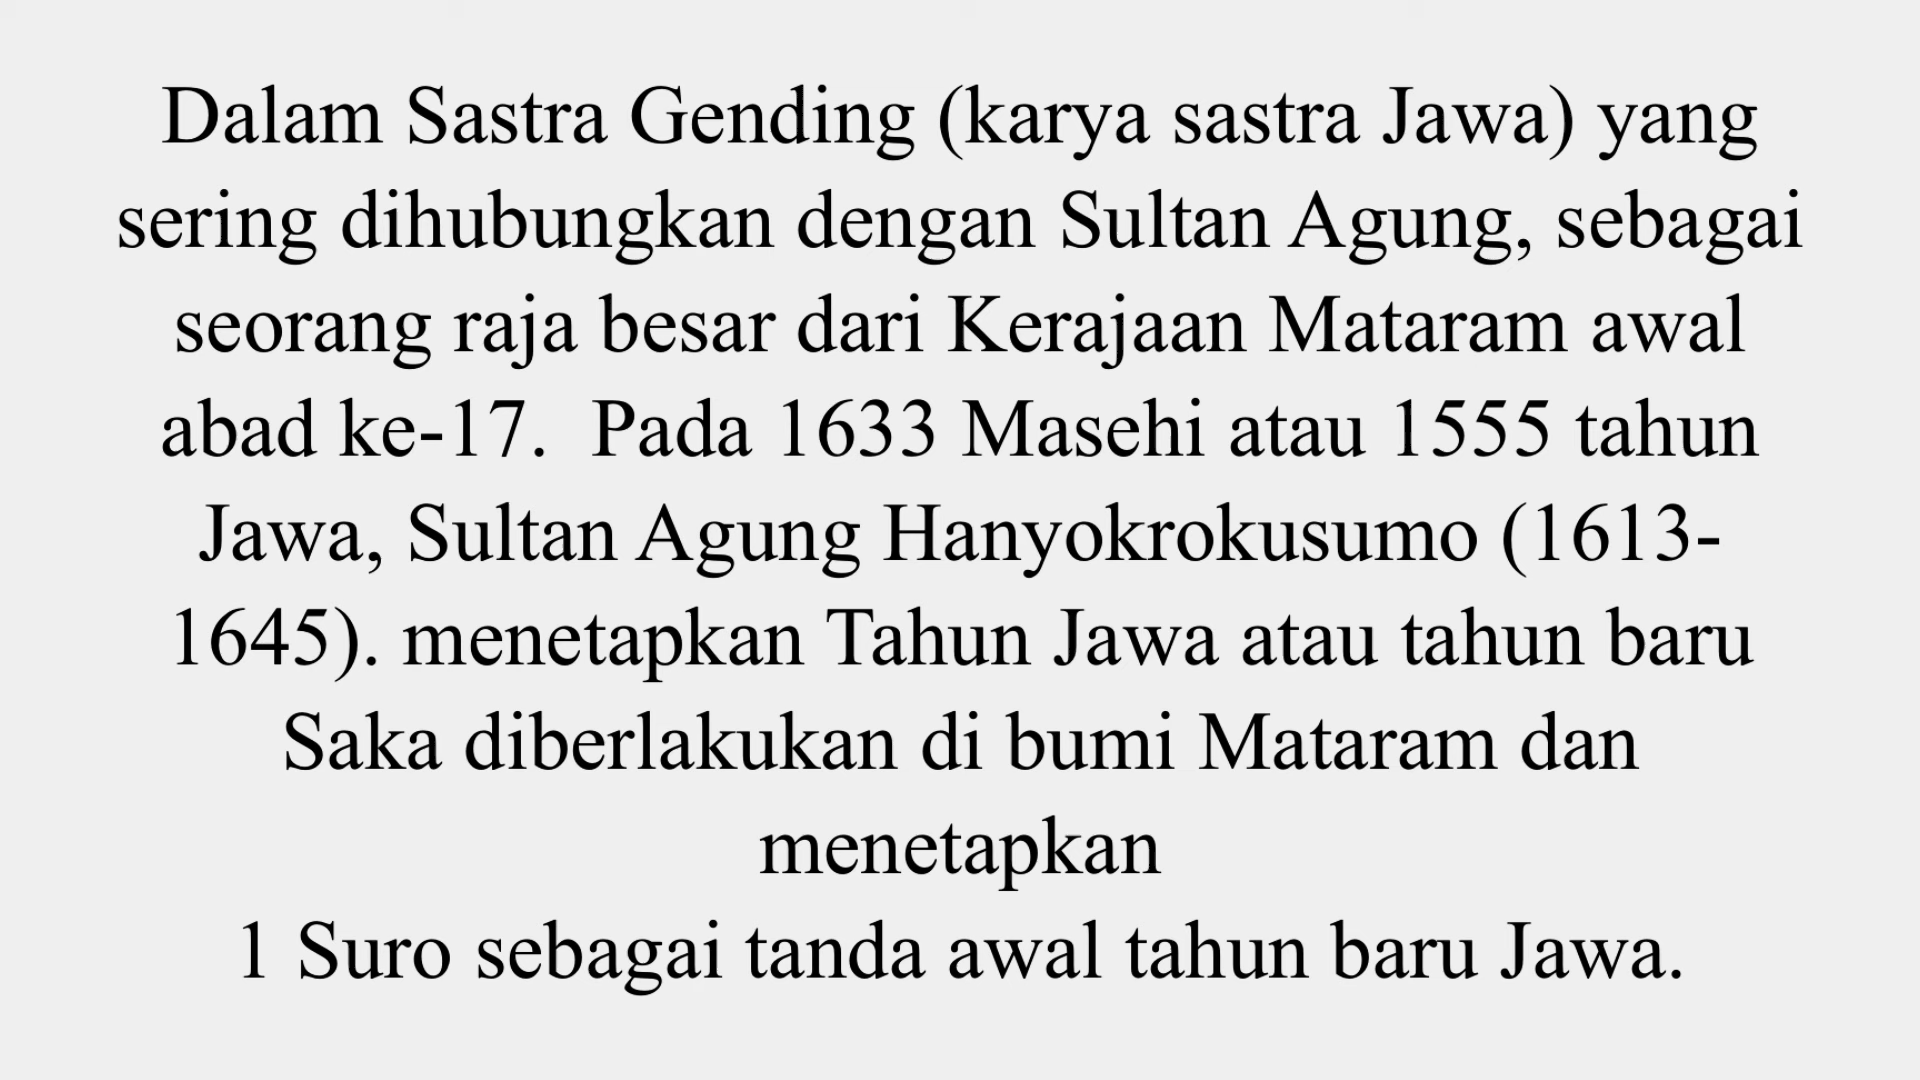 Dalam Sastra Gending (karya sastra Jawa) yang
sering dihubungkan dengan Sultan Agung, sebagai
seorang raja besar dari Kerajaan Mataram awal
abad ke-17.  Pada 1633 Masehi atau 1555 tahun
Jawa, Sultan Agung Hanyokrokusumo (1613-
1645). menetapkan Tahun Jawa atau tahun baru
Saka diberlakukan di bumi Mataram dan
menetapkan
1 Suro sebagai tanda awal tahun baru Jawa.